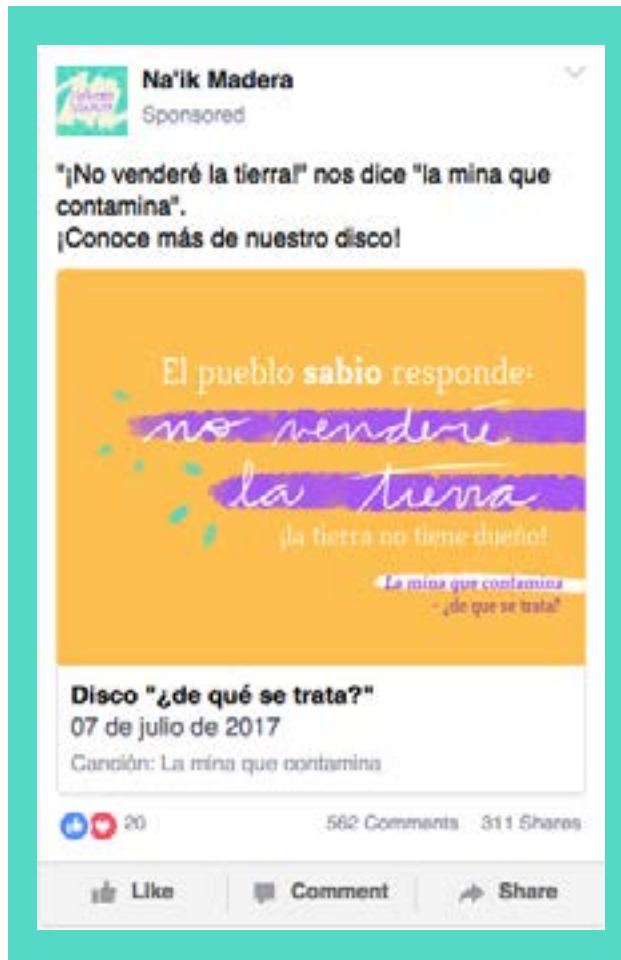 Na'ik Madera
Sponsored
"¡No venderé la tierra!" nos dice "la mina que
contamina".
¡Conoce más de nuestro disco!
El pueblo sabio responde:
no venderé
la tierra
¡la tierra no tiene dueño!
La mina que contamina
- ¿de que se trata?
Disco "¿de qué se trata?"
07 de julio de 2017
Canción: La mina que contamina
20
562 Comments 311 Shares
Like Comment Share